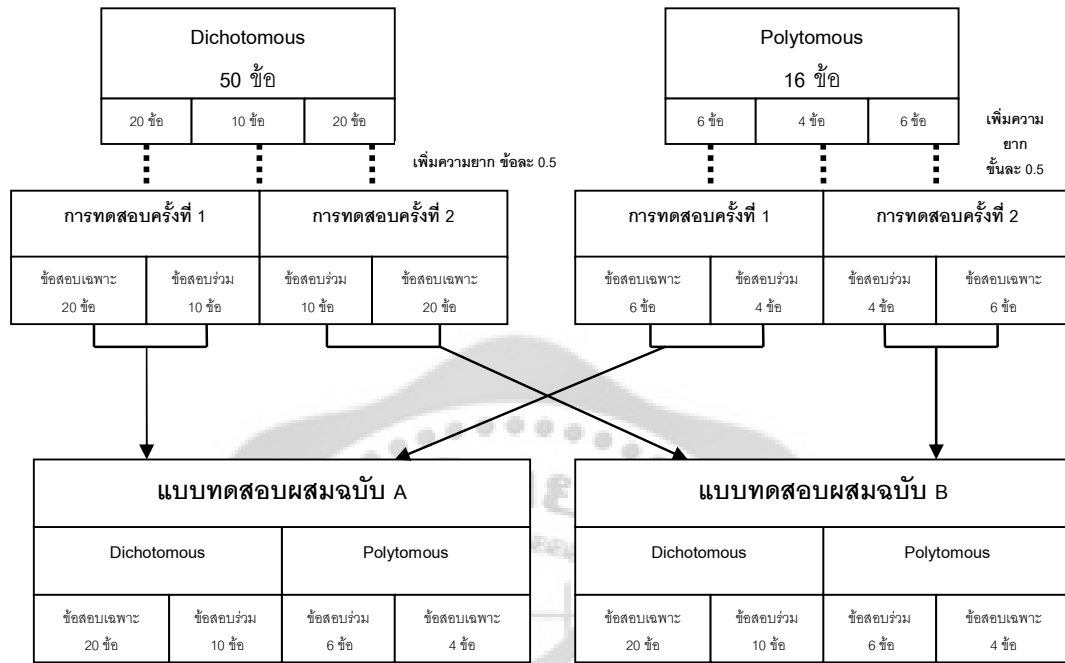 Dichotomous
50 ข้อ
20 ข้อ 10 ข้อ 20 ข้อ
Polytomous
16 ข้อ
6 ข้อ 4 ข้อ 6 ข้อ
เพิ่มความยาก ข้อละ 0.5
เพิ่มความ
ยาก
ขั้นละ 0.5
การทดสอบครั้งที่ 1 การทดสอบครั้งที่ 2
ข้อสอบเฉพาะ ข้อสอบร่วม ข้อสอบร่วม ข้อสอบเฉพาะ
20 ข้อ 10 ข้อ 10 ข้อ 20 ข้อ
การทดสอบครั้งที่ 1 การทดสอบครั้งที่ 2
ข้อสอบเฉพาะ ข้อสอบร่วม ข้อสอบร่วม ข้อสอบเฉพาะ
6 ข้อ 4 ข้อ 4 ข้อ 6 ข้อ
แบบทดสอบผสมฉบับ A
Dichotomous Polytomous
ข้อสอบเฉพาะ ข้อสอบร่วม ข้อสอบร่วม ข้อสอบเฉพาะ
20 ข้อ 10 ข้อ 6 ข้อ 4 ข้อ
แบบทดสอบผสมฉบับ B
Dichotomous Polytomous
ข้อสอบเฉพาะ ข้อสอบร่วม ข้อสอบร่วม ข้อสอบเฉพาะ
20 ข้อ 10 ข้อ 6 ข้อ 4 ข้อ